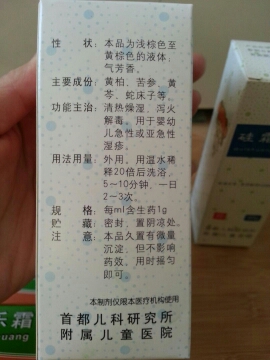 性 状: 本品为浅棕色至
黄棕色的液体;
气芳香。
主要成份: 黄柏、苦参、黄
芩、蛇床子等。
功能主治: 清热燥湿、泻火
解毒。用于婴幼
儿急性或亚急性
湿疹。
用法用量: 外用。用温水稀
释20倍后洗浴,
5~10分钟,一日
2~3次。
规 格: 每ml含生药1g
贮 藏: 密封、置阴凉处。
注 意: 本品久置有微量
沉淀,但不影响
药效。用时摇匀
即可。
本制剂仅限本医疗机构使用
首都儿科研究所
附属儿童医院
硅霜
乐霜
uang